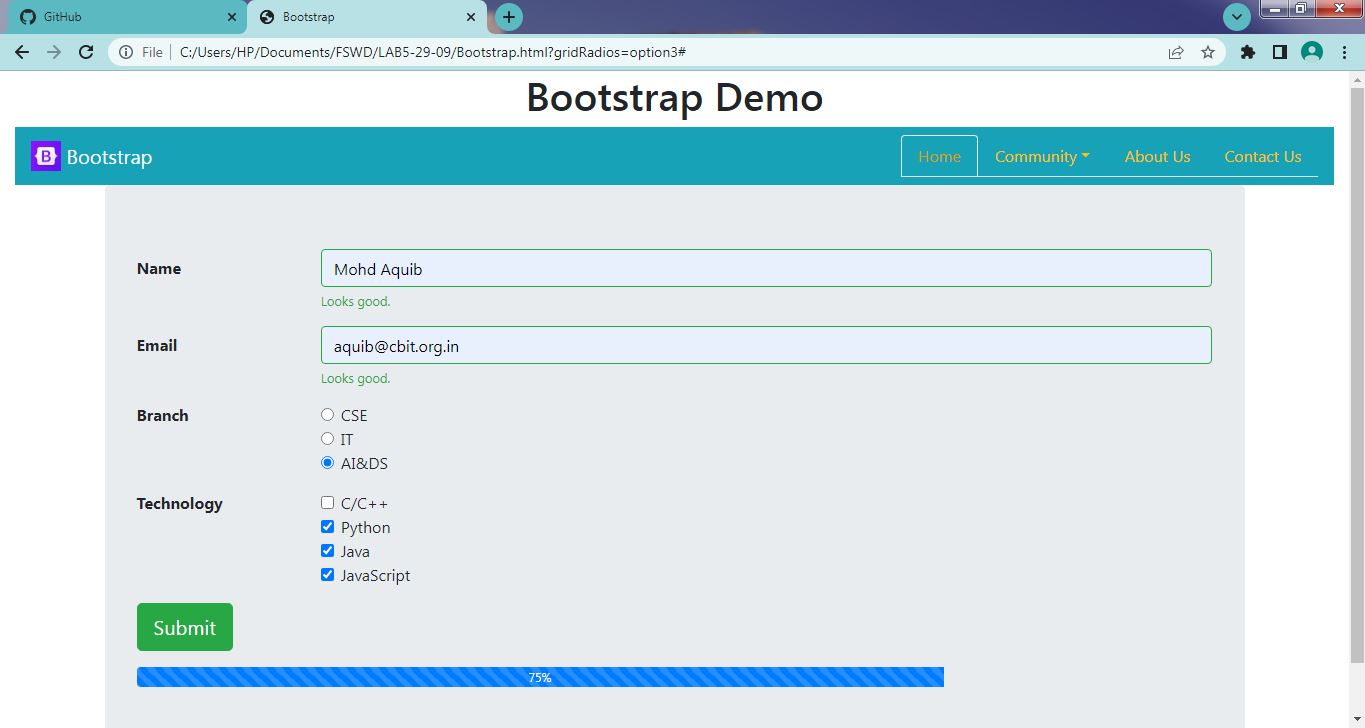 GitHub
Bootstrap
File
C:/Users/HP/Documents/FSWD/LAB5-29-09/Bootstrap.html?gridRadios=option3#
Bootstrap Demo
B Bootstrap
Home Community About Us Contact Us
Name
Mohd Aquib
Looks good.
Email
aquib@cbit.org.in
Looks good.
Branch
CSE
IT
AI&DS
Technology
C/C++
Python
Java
JavaScript
Submit
75%